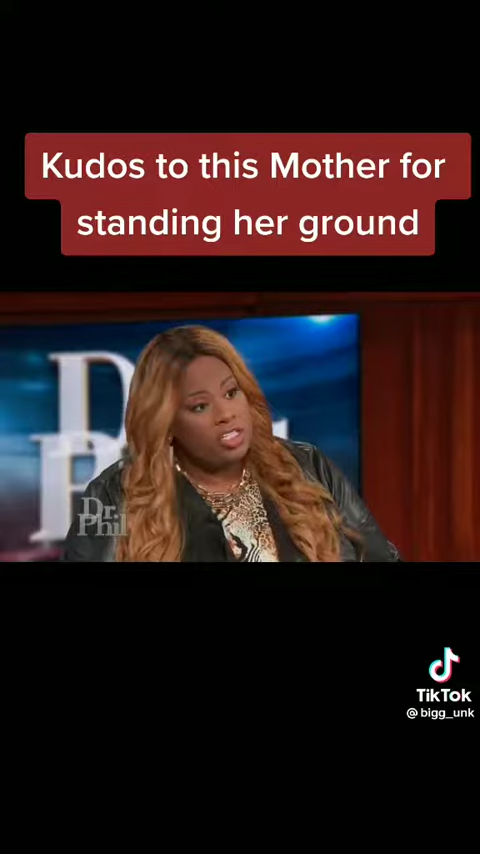 Kudos to this Mother for
standing her ground
Dr.
Phil
TikTok
@bigg_unk